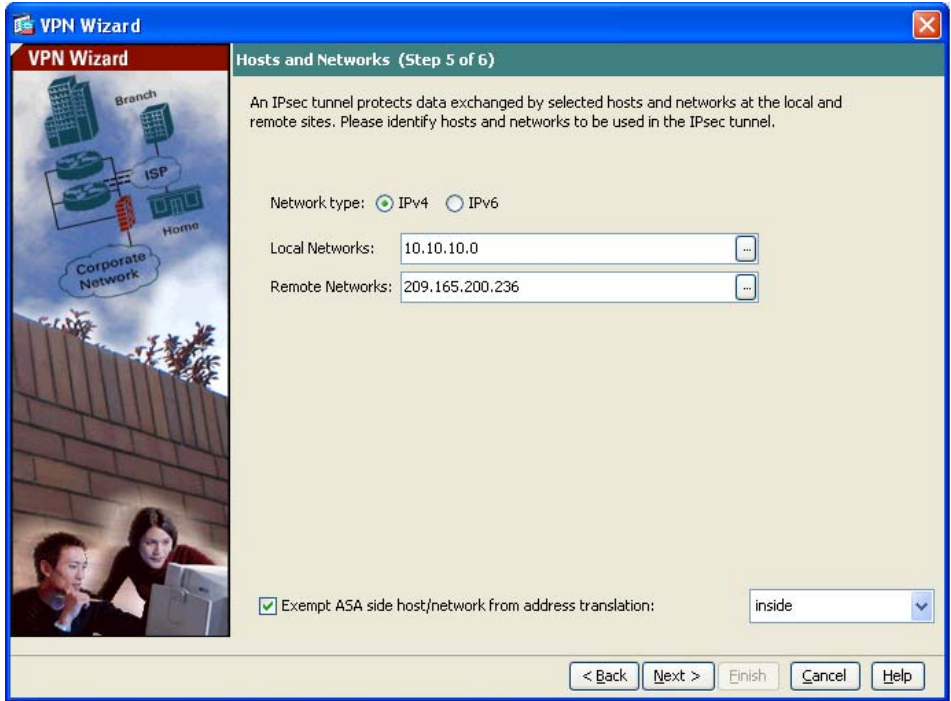 VPN Wizard
VPN Wizard
Hosts and Networks (Step 5 of 6)
Branch
ISP
Home
Corporate
Network
An IPsec tunnel protects data exchanged by selected hosts and networks at the local and
remote sites. Please identify hosts and networks to be used in the IPsec tunnel.
Network type: IPv4 IPv6
Local Networks: 10.10.10.0 ...
Remote Networks: 209.165.200.236 ...
Exempt ASA side host/network from address translation: inside
< Back Next > Finish Cancel Help